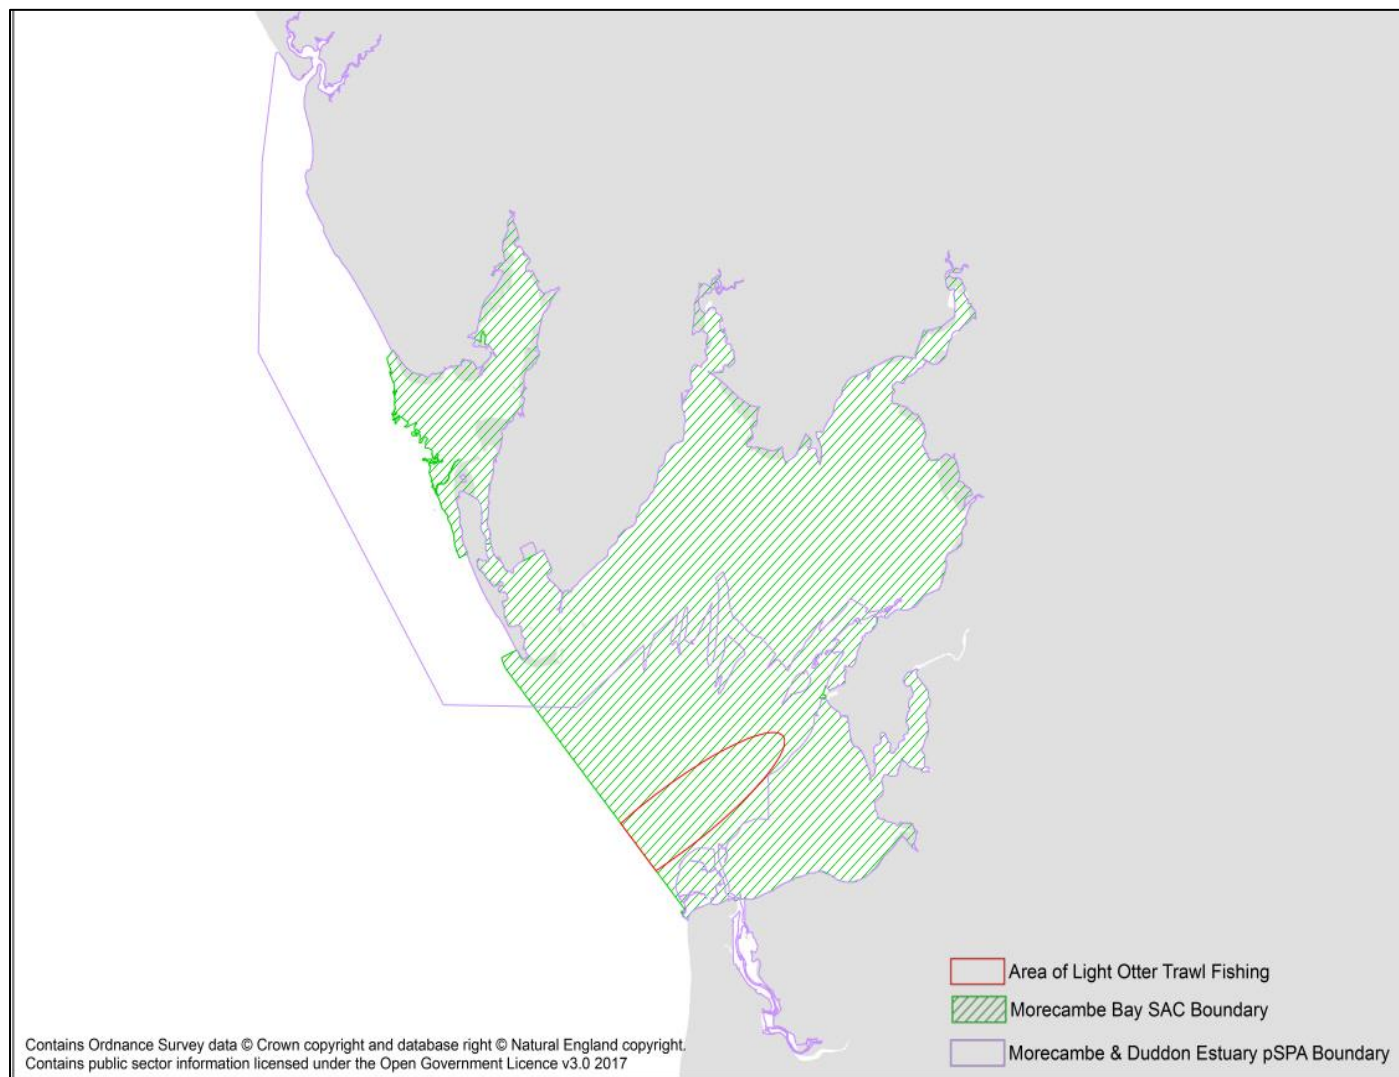 Area of Light Otter Trawl Fishing
Morecambe Bay SAC Boundary
Morecambe & Duddon Estuary pSPA Boundary
Contains Ordnance Survey data © Crown copyright and database right © Natural England copyright.
Contains public sector information licensed under the Open Government Licence v3.0 2017